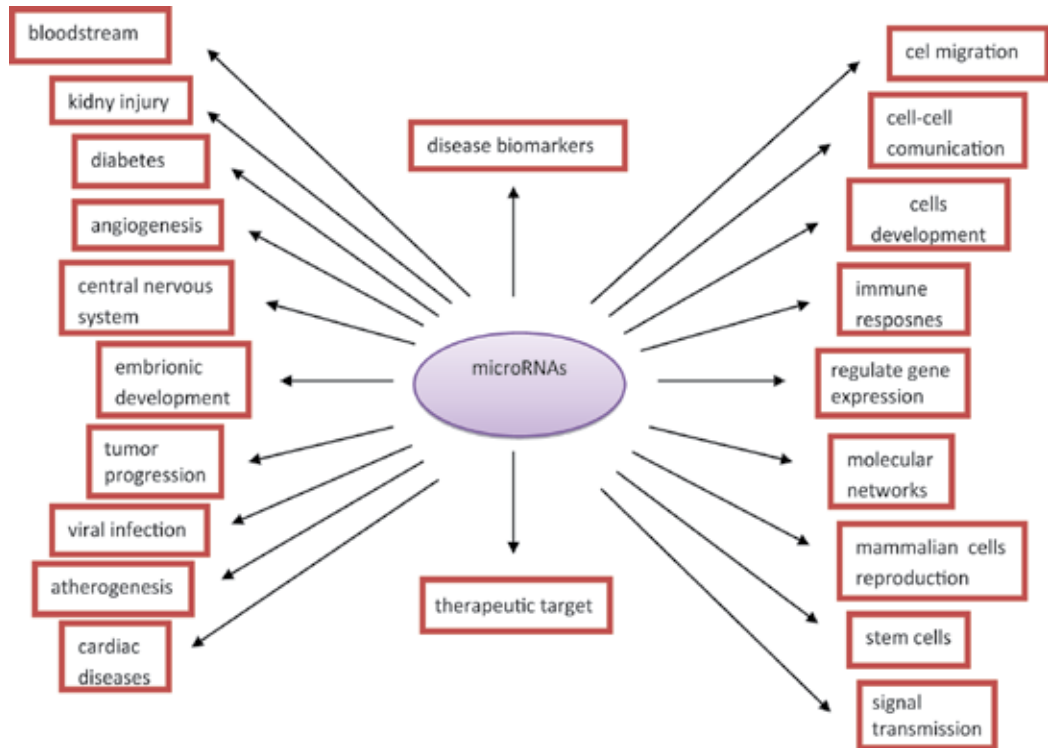 bloodstream
kidny injury
diabetes
angiogenesis
central nervous
system
embrionic
development
tumor
progression
viral infection
atherogenesis
cardiac
diseases
disease biomarkers
microRNAs
therapeutic target
cel migration
cell-cell
comunication
cells
development
immune
resposnes
regulate gene
expression
molecular
networks
mammalian cells
reproduction
stem cells
signal
transmission